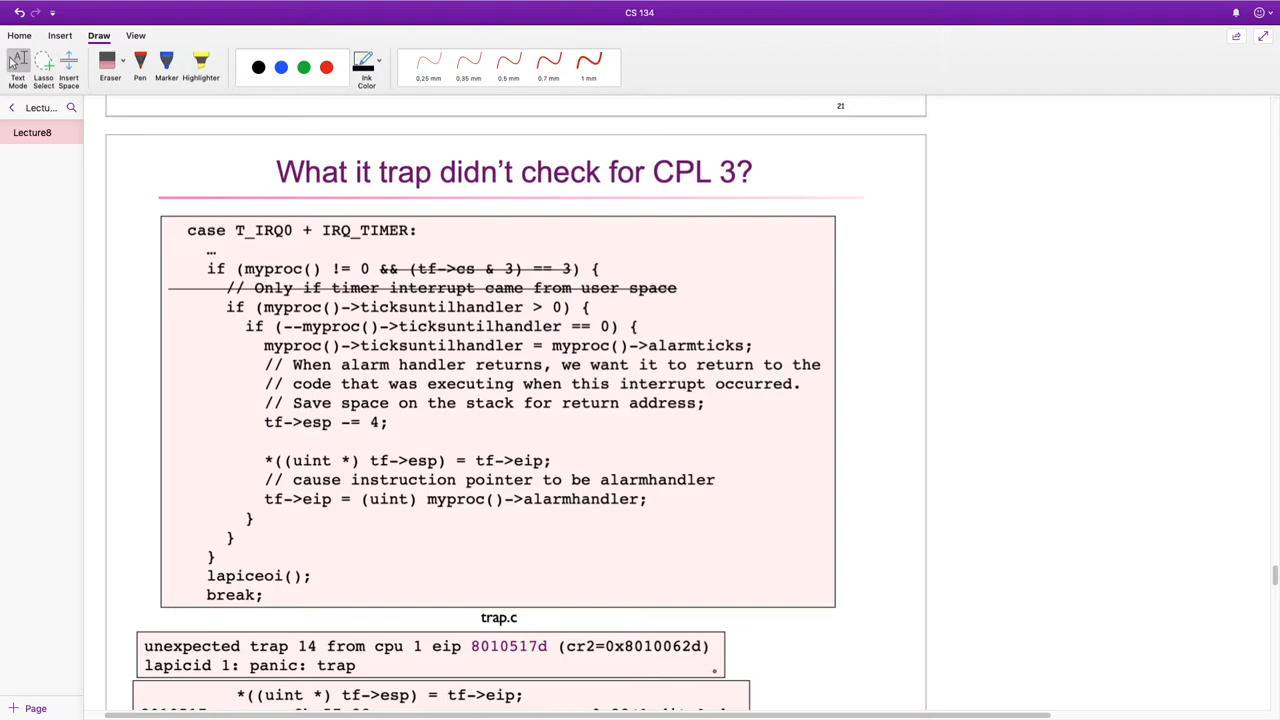 CS 134
Home Insert Draw View
Text Mode
Lasso Select
Insert Space
Eraser
Pen
Marker
Highlighter
Ink Color
0.25 mm
0.35 mm
0.5 mm
0.7 mm
1 mm
Lectu...
Lecture8
21
What it trap didn't check for CPL 3?
case T_IRQ0 + IRQ_TIMER:
…
if (myproc() != 0 && (tf->cs & 3) == 3) {
// Only if timer interrupt came from user space
if (myproc()->ticksuntilhandler > 0) {
if (--myproc()->ticksuntilhandler == 0) {
myproc()->ticksuntilhandler = myproc()->alarmticks;
// When alarm handler returns, we want it to return to the
// code that was executing when this interrupt occurred.
// Save space on the stack for return address;
tf->esp -= 4;
*((uint *) tf->esp) = tf->eip;
// cause instruction pointer to be alarmhandler
tf->eip = (uint) myproc()->alarmhandler;
}
}
}
lapiceoi();
break;
trap.c
unexpected trap 14 from cpu 1 eip 8010517d (cr2=0x8010062d)
lapicid 1: panic: trap
*((uint *) tf->esp) = tf->eip;
+ Page